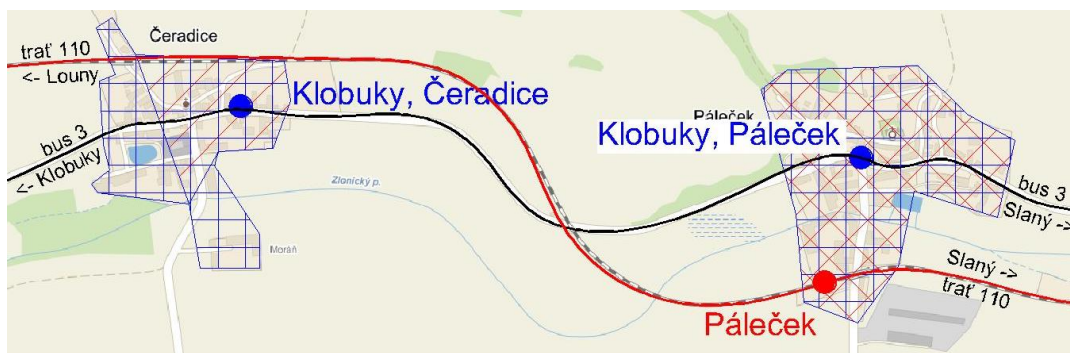 trať 110
<- Louny
Čeradice
Klobuky, Čeradice
bus 3
<- Klobuky
Zlonický p.
Moráň
Páleček
Klobuky, Páleček
bus 3
Slaný ->
Slaný ->
trať 110
Páleček